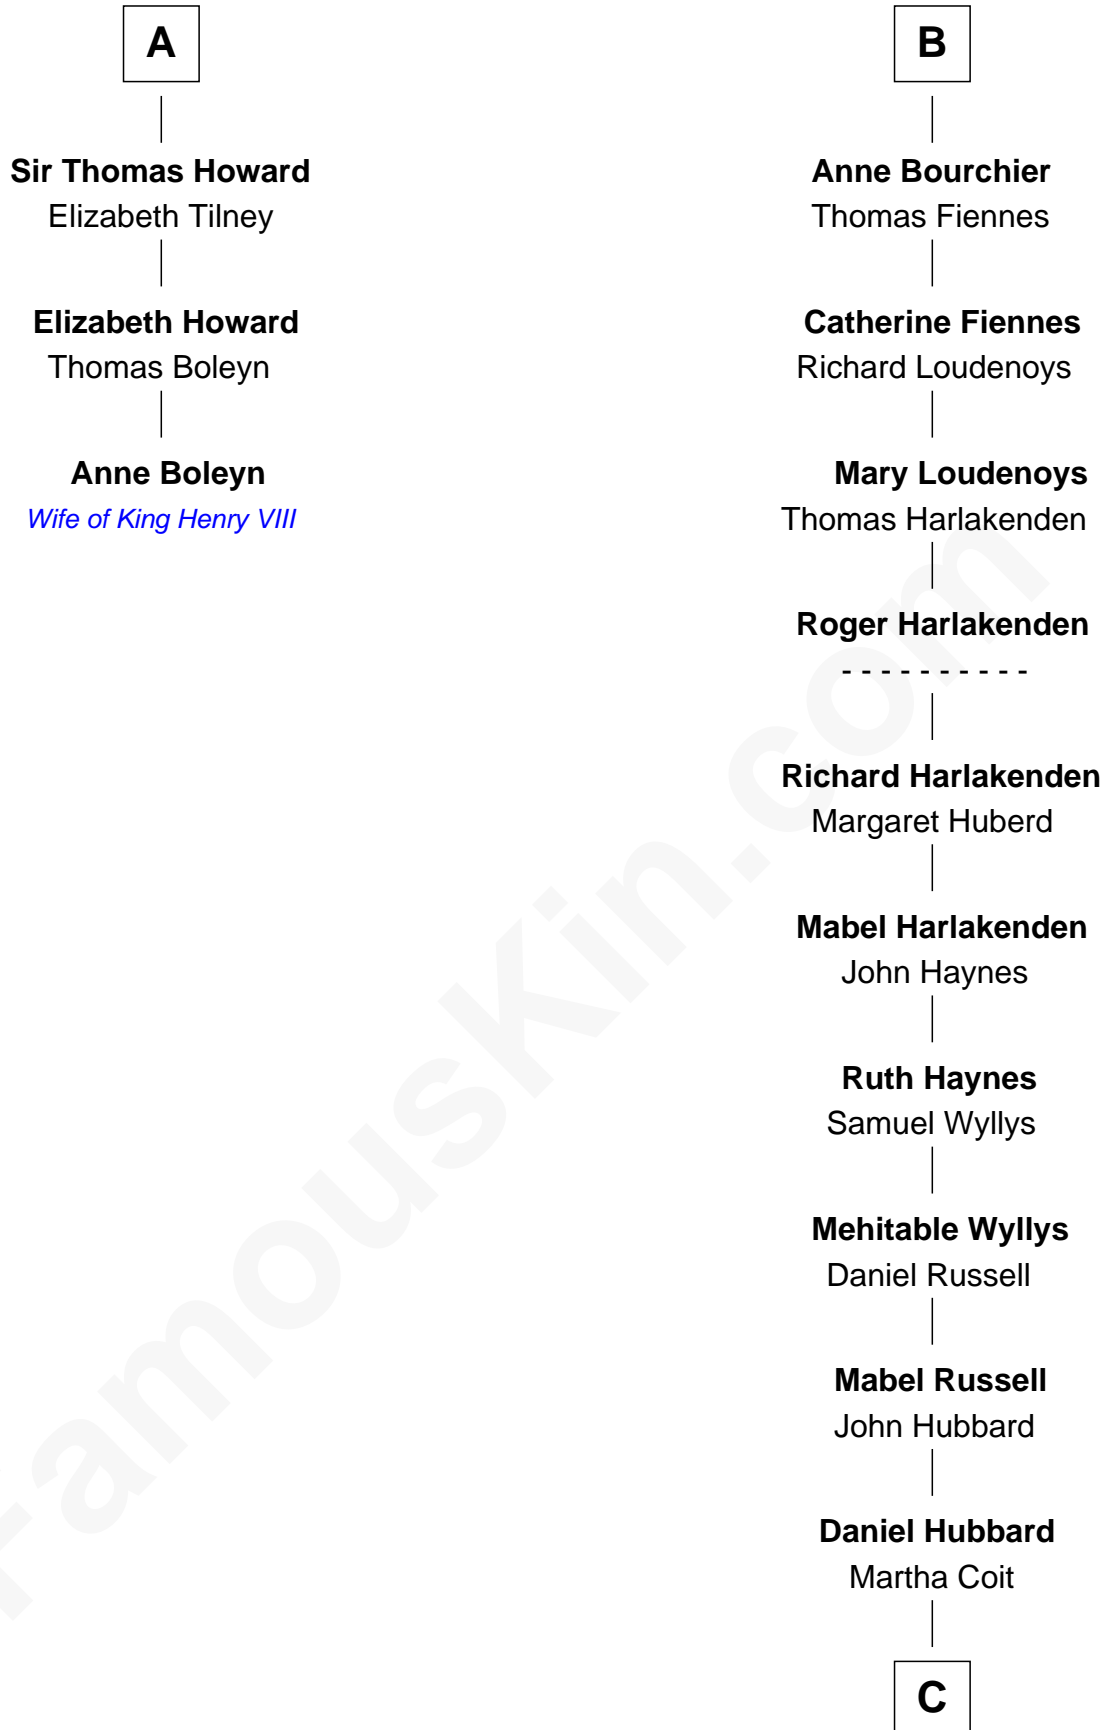 A
Sir Thomas Howard
Elizabeth Tilney
Elizabeth Howard
Thomas Boleyn
Anne Boleyn
Wife of King Henry VIII
B
Anne Bourchier
Thomas Fiennes
Catherine Fiennes
Richard Loudenoys
Mary Loudenoys
Thomas Harlakenden
Roger Harlakenden
- - - - - - - - - -
Richard Harlakenden
Margaret Huberd
Mabel Harlakenden
John Haynes
Ruth Haynes
Samuel Wyllys
Mehitable Wyllys
Daniel Russell
Mabel Russell
John Hubbard
Daniel Hubbard
Martha Coit
C
FamousKin.com